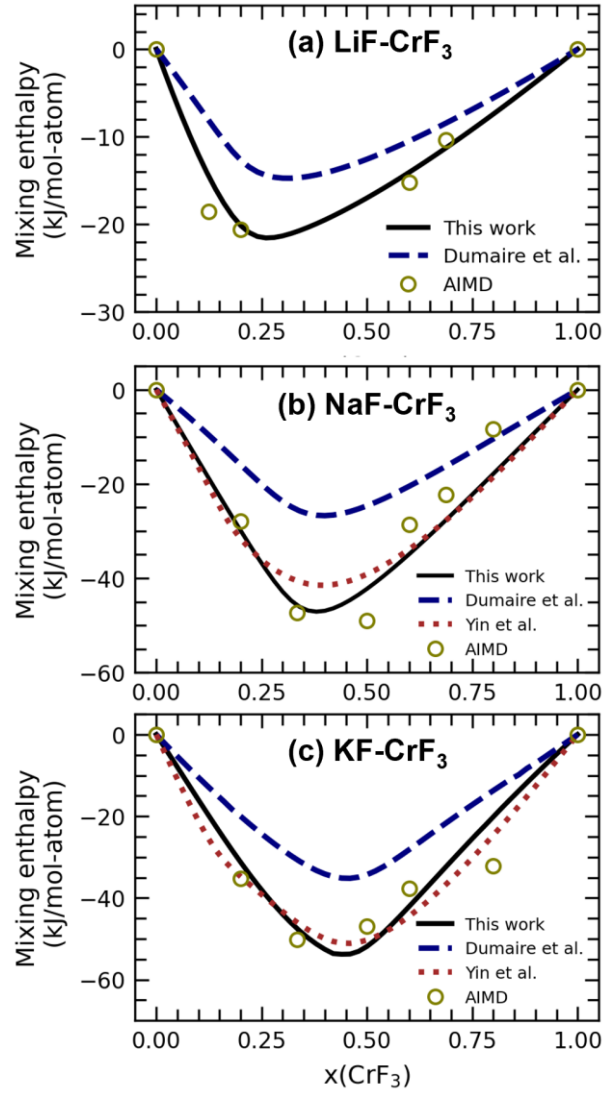 (a) LiF-CrF₃
Mixing enthalpy
(kJ/mol-atom)
0
−10
−20
−30
This work
Dumaire et al.
AIMD
0.00 0.25 0.50 0.75 1.00
(b) NaF-CrF₃
Mixing enthalpy
(kJ/mol-atom)
0
−20
−40
−60
This work
Dumaire et al.
Yin et al.
AIMD
0.00 0.25 0.50 0.75 1.00
(c) KF-CrF₃
Mixing enthalpy
(kJ/mol-atom)
0
−20
−40
−60
This work
Dumaire et al.
Yin et al.
AIMD
0.00 0.25 0.50 0.75 1.00
x(CrF₃)